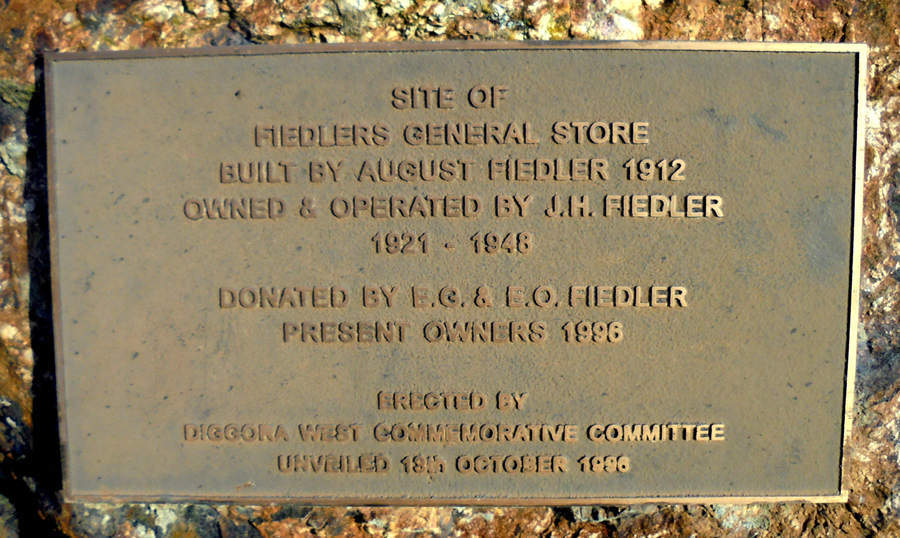 SITE OF
FIEDLERS GENERAL STORE
BUILT BY AUGUST FIEDLER 1912
OWNED & OPERATED BY J.H. FIEDLER
1921 - 1948
DONATED BY E.G. & E.O. FIEDLER
PRESENT OWNERS 1996
ERECTED BY
DIGGORA WEST COMMEMORATIVE COMMITTEE
UNVEILED OCTOBER 1996